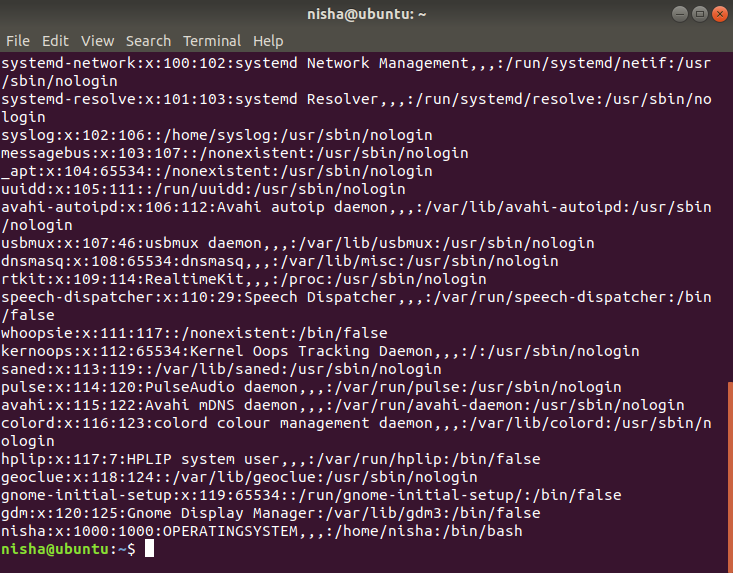 nisha@ubuntu: ~
File Edit View Search Terminal Help
systemd-network:x:100:102:systemd Network Management,,,:/run/systemd/netif:/usr
/sbin/nologin
systemd-resolve:x:101:103:systemd Resolver,,,:/run/systemd/resolve:/usr/sbin/no
login
syslog:x:102:106::/home/syslog:/usr/sbin/nologin
messagebus:x:103:107::/nonexistent:/usr/sbin/nologin
_apt:x:104:65534::/nonexistent:/usr/sbin/nologin
uuidd:x:105:111::/run/uuidd:/usr/sbin/nologin
avahi-autoipd:x:106:112:Avahi autoip daemon,,,:/var/lib/avahi-autoipd:/usr/sbin
/nologin
usbmux:x:107:46:usbmux daemon,,,:/var/lib/usbmux:/usr/sbin/nologin
dnsmasq:x:108:65534:dnsmasq,,,:/var/lib/misc:/usr/sbin/nologin
rtkit:x:109:114:RealtimeKit,,,:/proc:/usr/sbin/nologin
speech-dispatcher:x:110:29:Speech Dispatcher,,,:/var/run/speech-dispatcher:/bin
/false
whoopsie:x:111:117::/nonexistent:/bin/false
kernoops:x:112:65534:Kernel Oops Tracking Daemon,,,:/:/usr/sbin/nologin
saned:x:113:119::/var/lib/saned:/usr/sbin/nologin
pulse:x:114:120:PulseAudio daemon,,,:/var/run/pulse:/usr/sbin/nologin
avahi:x:115:122:Avahi mDNS daemon,,,:/var/run/avahi-daemon:/usr/sbin/nologin
colord:x:116:123:colord colour management daemon,,,:/var/lib/colord:/usr/sbin/n
ologin
hplip:x:117:7:HPLIP system user,,,:/var/run/hplip:/bin/false
geoclue:x:118:124::/var/lib/geoclue:/usr/sbin/nologin
gnome-initial-setup:x:119:65534::/run/gnome-initial-setup/:/bin/false
gdm:x:120:125:Gnome Display Manager:/var/lib/gdm3:/bin/false
nisha:x:1000:1000:OPERATINGSYSTEM,,,:/home/nisha:/bin/bash
nisha@ubuntu:~$